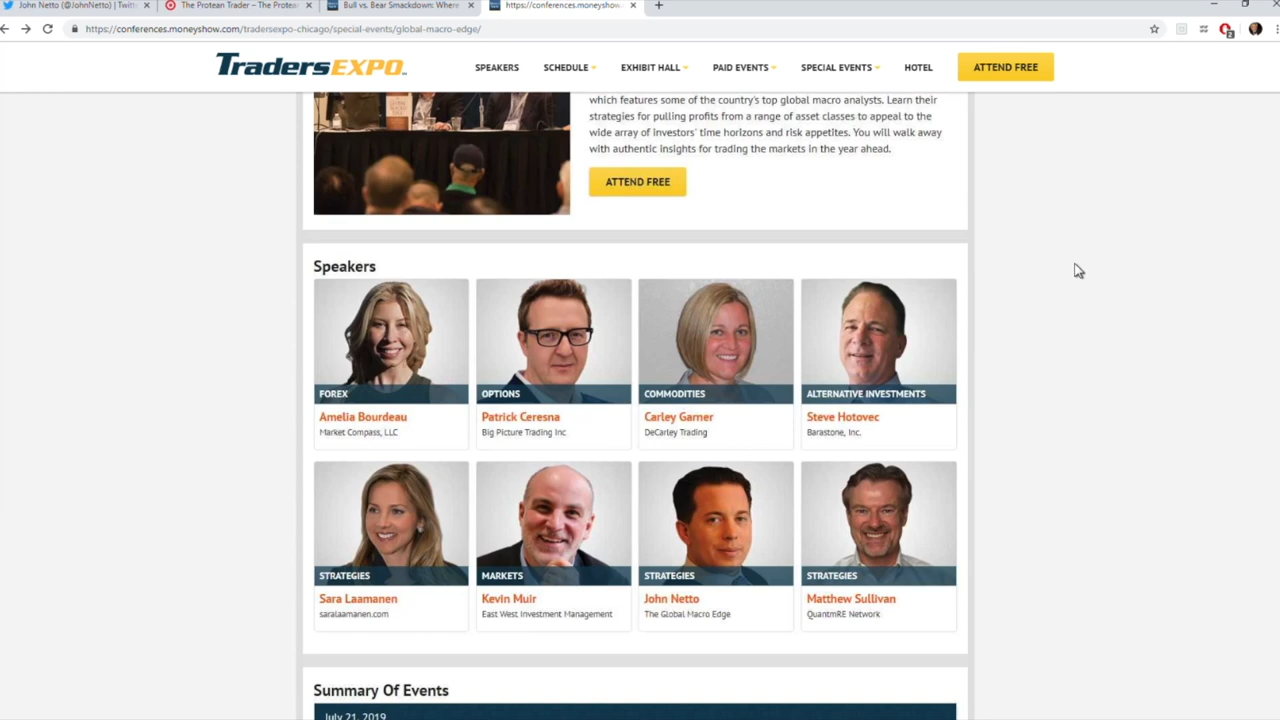 John Netto (@JohnNetto) | Twitt
The Protean Trader – The Protean
Bull vs. Bear Smackdown: Where
https://conferences.moneyshow.c
https://conferences.moneyshow.com/tradersexpo-chicago/special-events/global-macro-edge/
2
TradersEXPO
SPEAKERS
SCHEDULE
EXHIBIT HALL
PAID EVENTS
SPECIAL EVENTS
HOTEL
ATTEND FREE
which features some of the country's top global macro analysts. Learn their
strategies for pulling profits from a range of asset classes to appeal to the
wide array of investors' time horizons and risk appetites. You will walk away
with authentic insights for trading the markets in the year ahead.
ATTEND FREE
Speakers
FOREX
Amelia Bourdeau
Market Compass, LLC
OPTIONS
Patrick Ceresna
Big Picture Trading Inc
COMMODITIES
Carley Garner
DeCarley Trading
ALTERNATIVE INVESTMENTS
Steve Hotovec
Barastone, Inc.
STRATEGIES
Sara Laamanen
saralaamanen.com
MARKETS
Kevin Muir
East West Investment Management
STRATEGIES
John Netto
The Global Macro Edge
STRATEGIES
Matthew Sullivan
QuantmRE Network
Summary Of Events
July 21, 2019